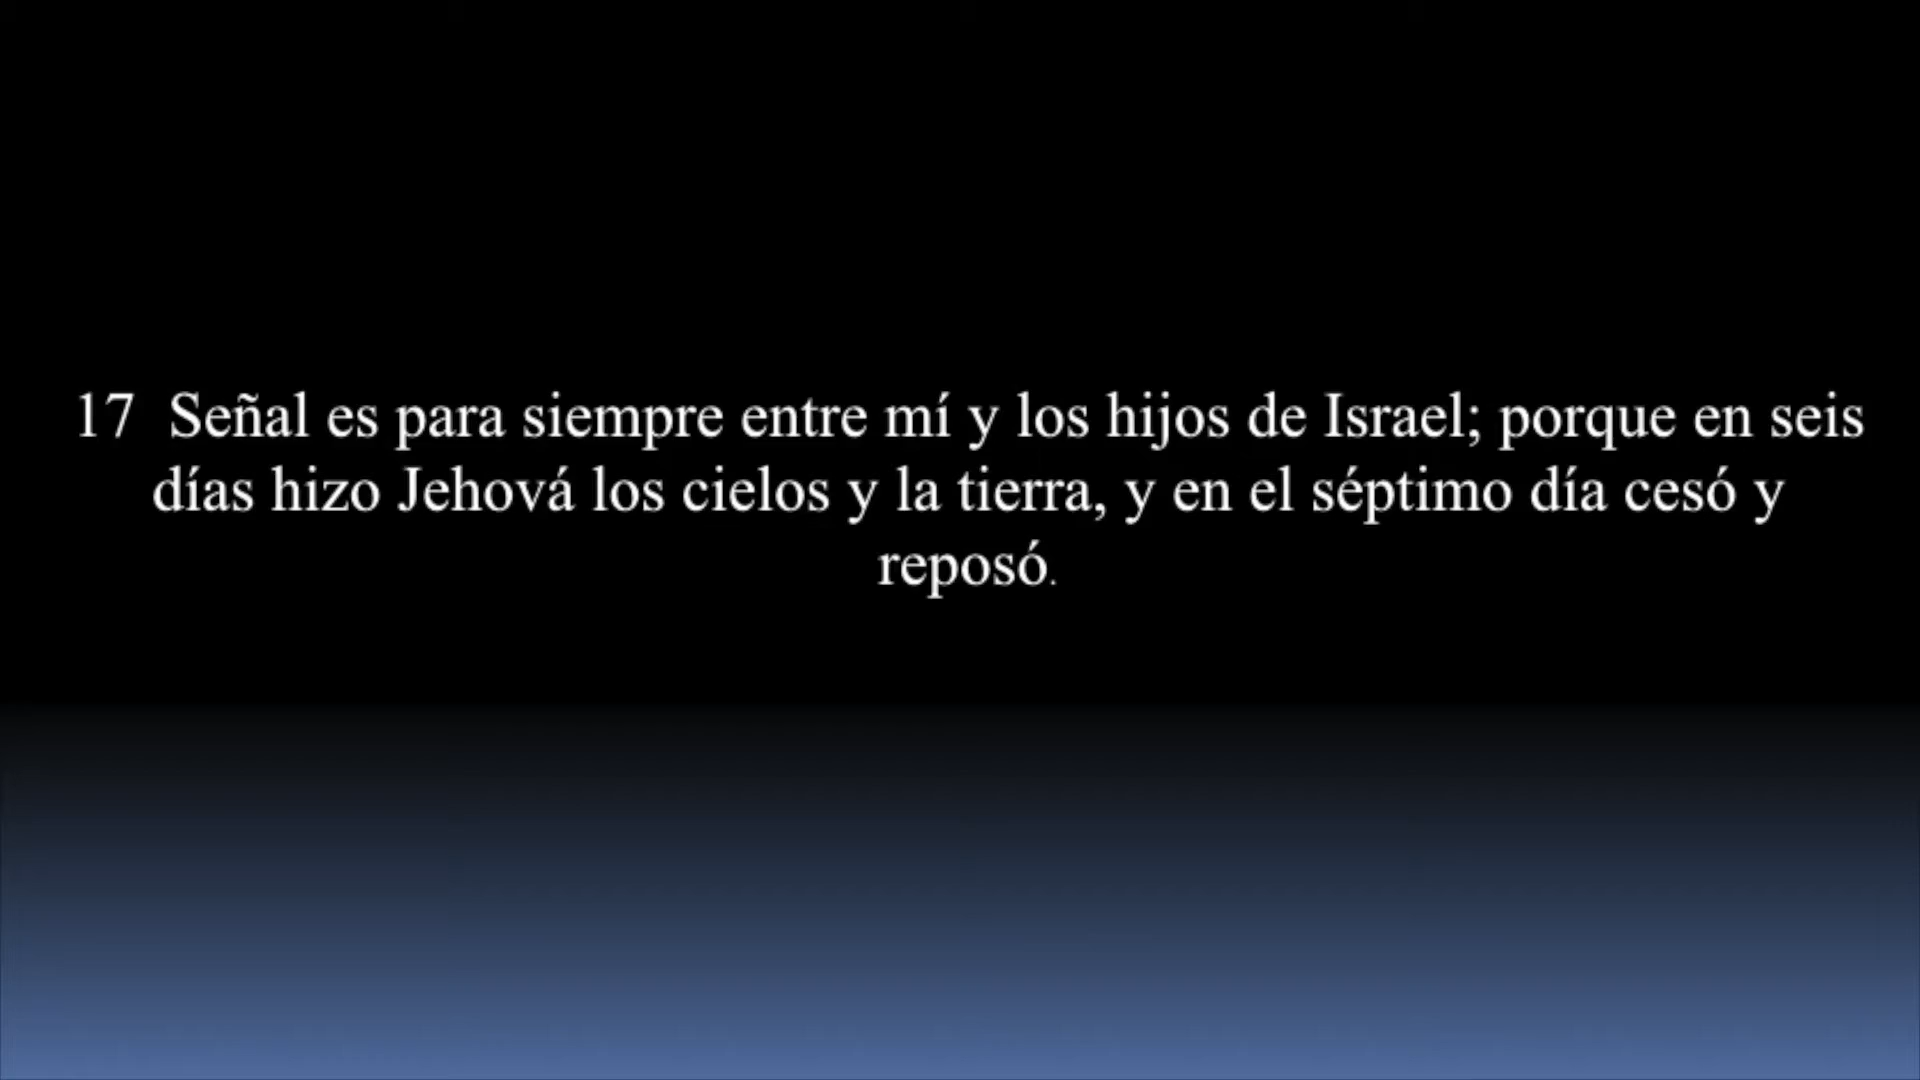 17 Señal es para siempre entre mí y los hijos de Israel; porque en seis
días hizo Jehová los cielos y la tierra, y en el séptimo día cesó y
reposó.